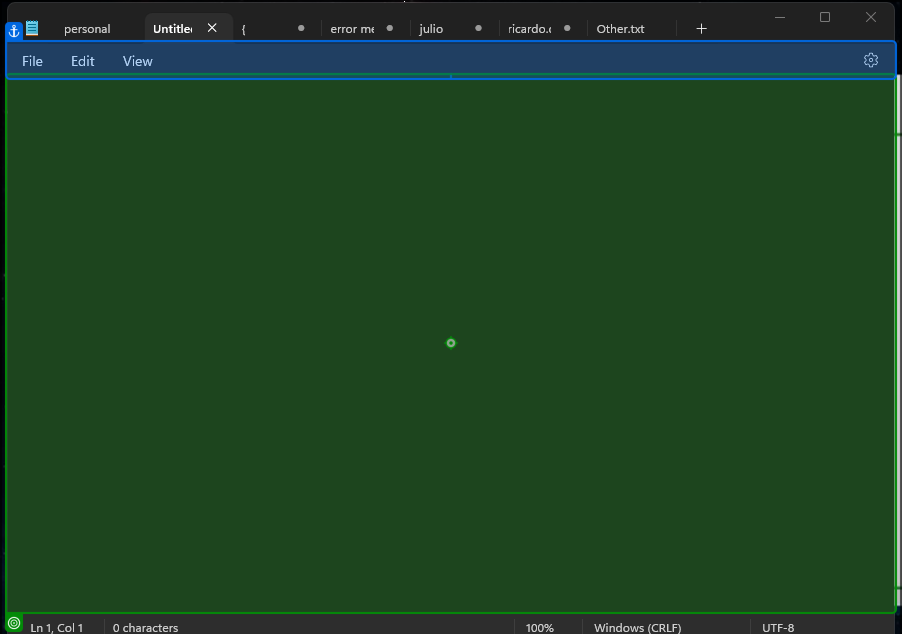 personal Untitled { error me julio ricardo.c Other.txt
File Edit View
Ln 1, Col 1 0 characters 100% Windows (CRLF) UTF-8